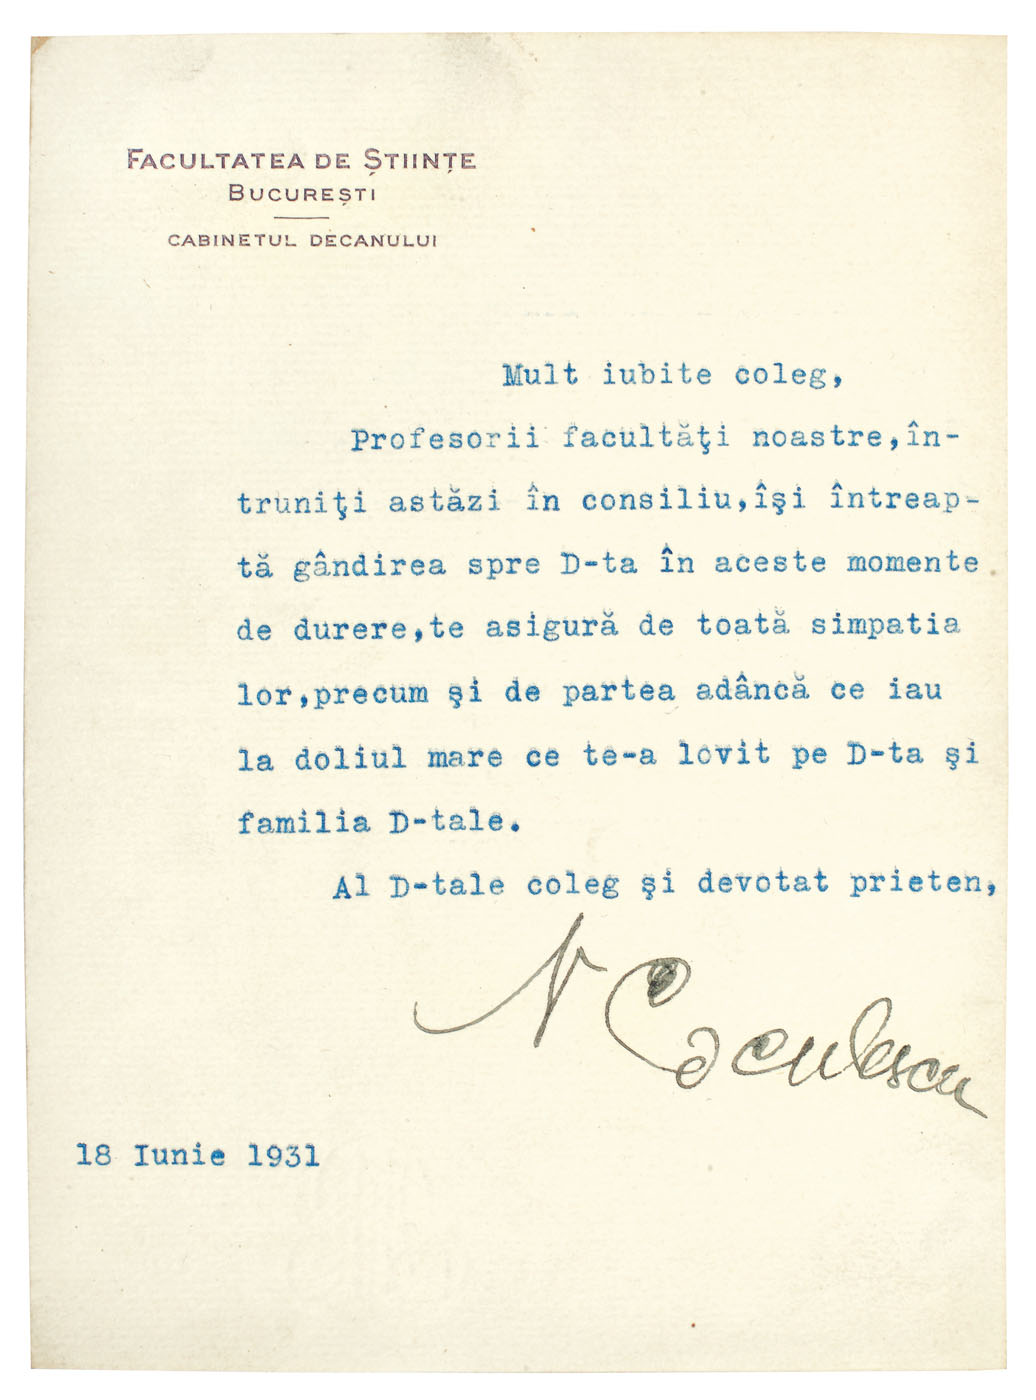 FACULTATEA DE ȘTIINȚE
BUCUREȘTI
CABINETUL DECANULUI
Mult iubite coleg,
Profesorii facultăţi noastre,în-
truniţi astăzi în consiliu,îşi întreap-
tă gândirea spre D-ta în aceste momente
de durere,te asigură de toată simpatia
lor,precum şi de partea adâncă ce iau
la doliul mare ce te-a lovit pe D-ta şi
familia D-tale.
Al D-tale coleg şi devotat prieten,
N Coculescu
18 Iunie 1931